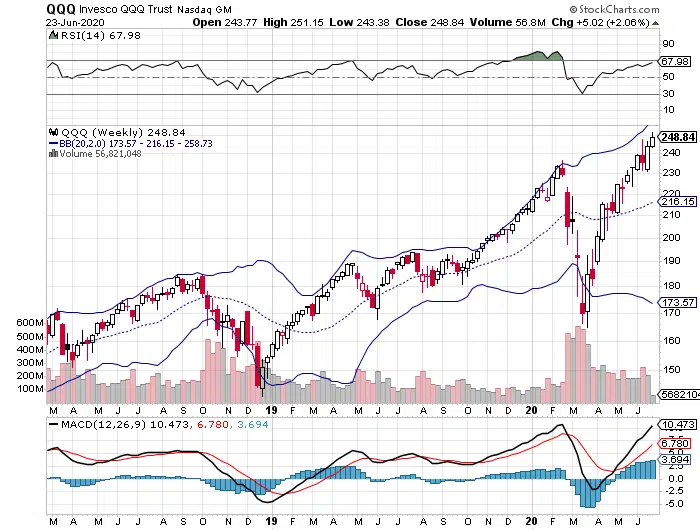 QQQ Invesco QQQ Trust Nasdaq GM
© StockCharts.com
23-Jun-2020
Open 243.77 High 251.15 Low 243.38 Close 248.84 Volume 56.8M Chg +5.02 (+2.06%)
RSI(14) 67.98
90
67.98
50
30
10
QQQ (Weekly) 248.84
BB(20,2.0) 173.57 - 216.15 - 258.73
Volume 56,821,048
248.84
240
230
220
216.15
210
200
190
180
173.57
170
160
150
5682104
600M
500M
400M
300M
200M
100M
M A M J J A S O N D 19 F M A M J J A S O N D 20 F M A M J
MACD(12,26,9) 10.473, 6.780, 3.694
10.473
6.780
3.694
2.5
0.0
-2.5
-5.0
M A M J J A S O N D 19 F M A M J J A S O N D 20 F M A M J